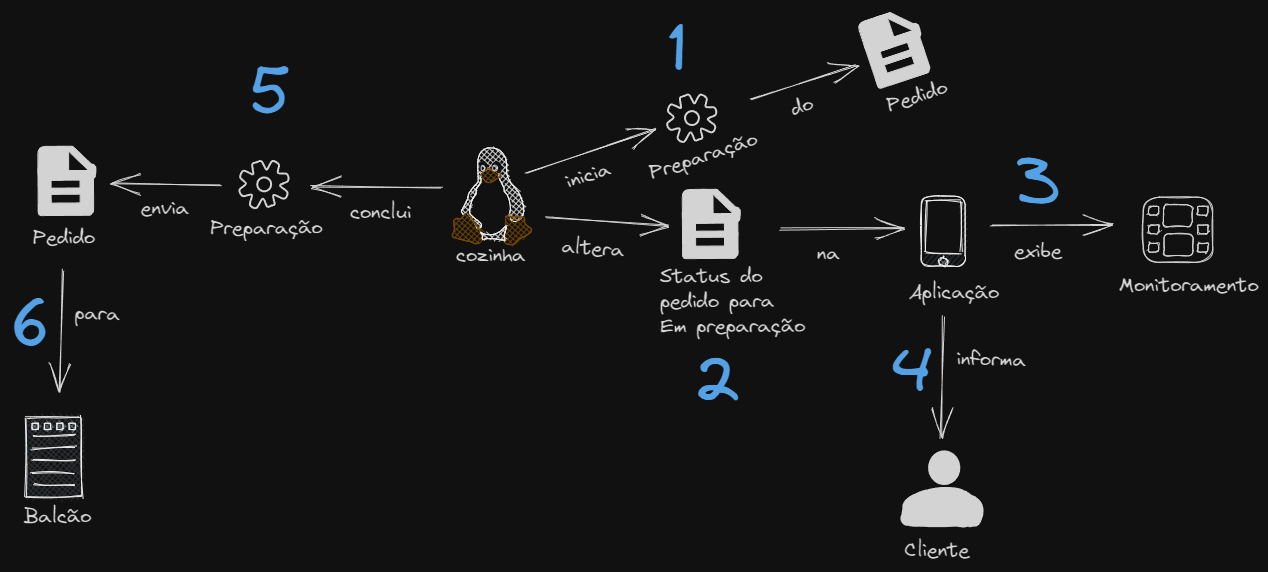 1
Pedido
do
Preparação
inicia
5
Preparação
conclui
envia
Pedido
cozinha
altera
Status do
pedido para
Em preparação
2
na
Aplicação
3
exibe
Monitoramento
4
informa
Cliente
6
para
Balcão